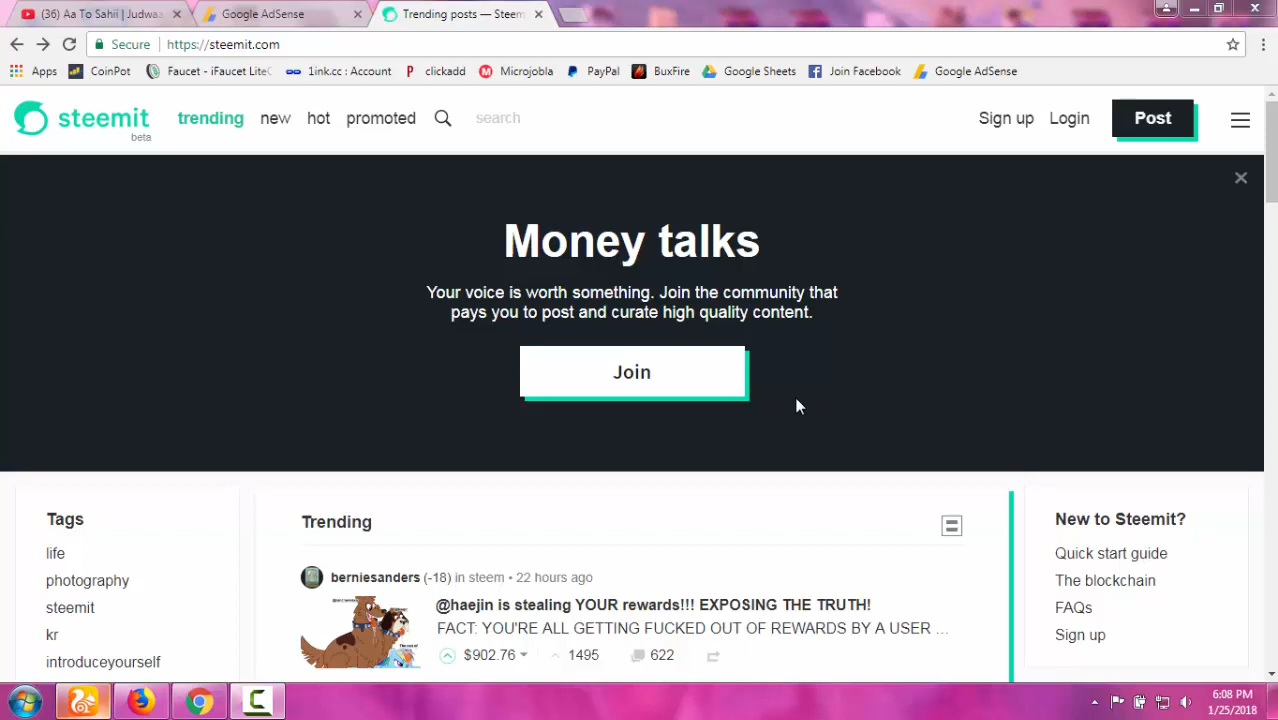 (36) Aa To Sahii | Judwaa
Google AdSense
Trending posts — Steem
Secure
https://steemit.com
Apps
CoinPot
Faucet - iFaucet LiteC
1ink.cc : Account
clickadd
Microjobla
PayPal
BuxFire
Google Sheets
Join Facebook
Google AdSense
steemit
beta
trending
new
hot
promoted
search
Sign up
Login
Post
Money talks
Your voice is worth something. Join the community that
pays you to post and curate high quality content.
Join
Tags
life
photography
steemit
kr
introduceyourself
Trending
berniesanders (-18) in steem • 22 hours ago
@haejin is stealing YOUR rewards!!! EXPOSING THE TRUTH!
FACT: YOU'RE ALL GETTING FUCKED OUT OF REWARDS BY A USER ...
$902.76
1495
622
New to Steemit?
Quick start guide
The blockchain
FAQs
Sign up
6:08 PM
1/25/2018